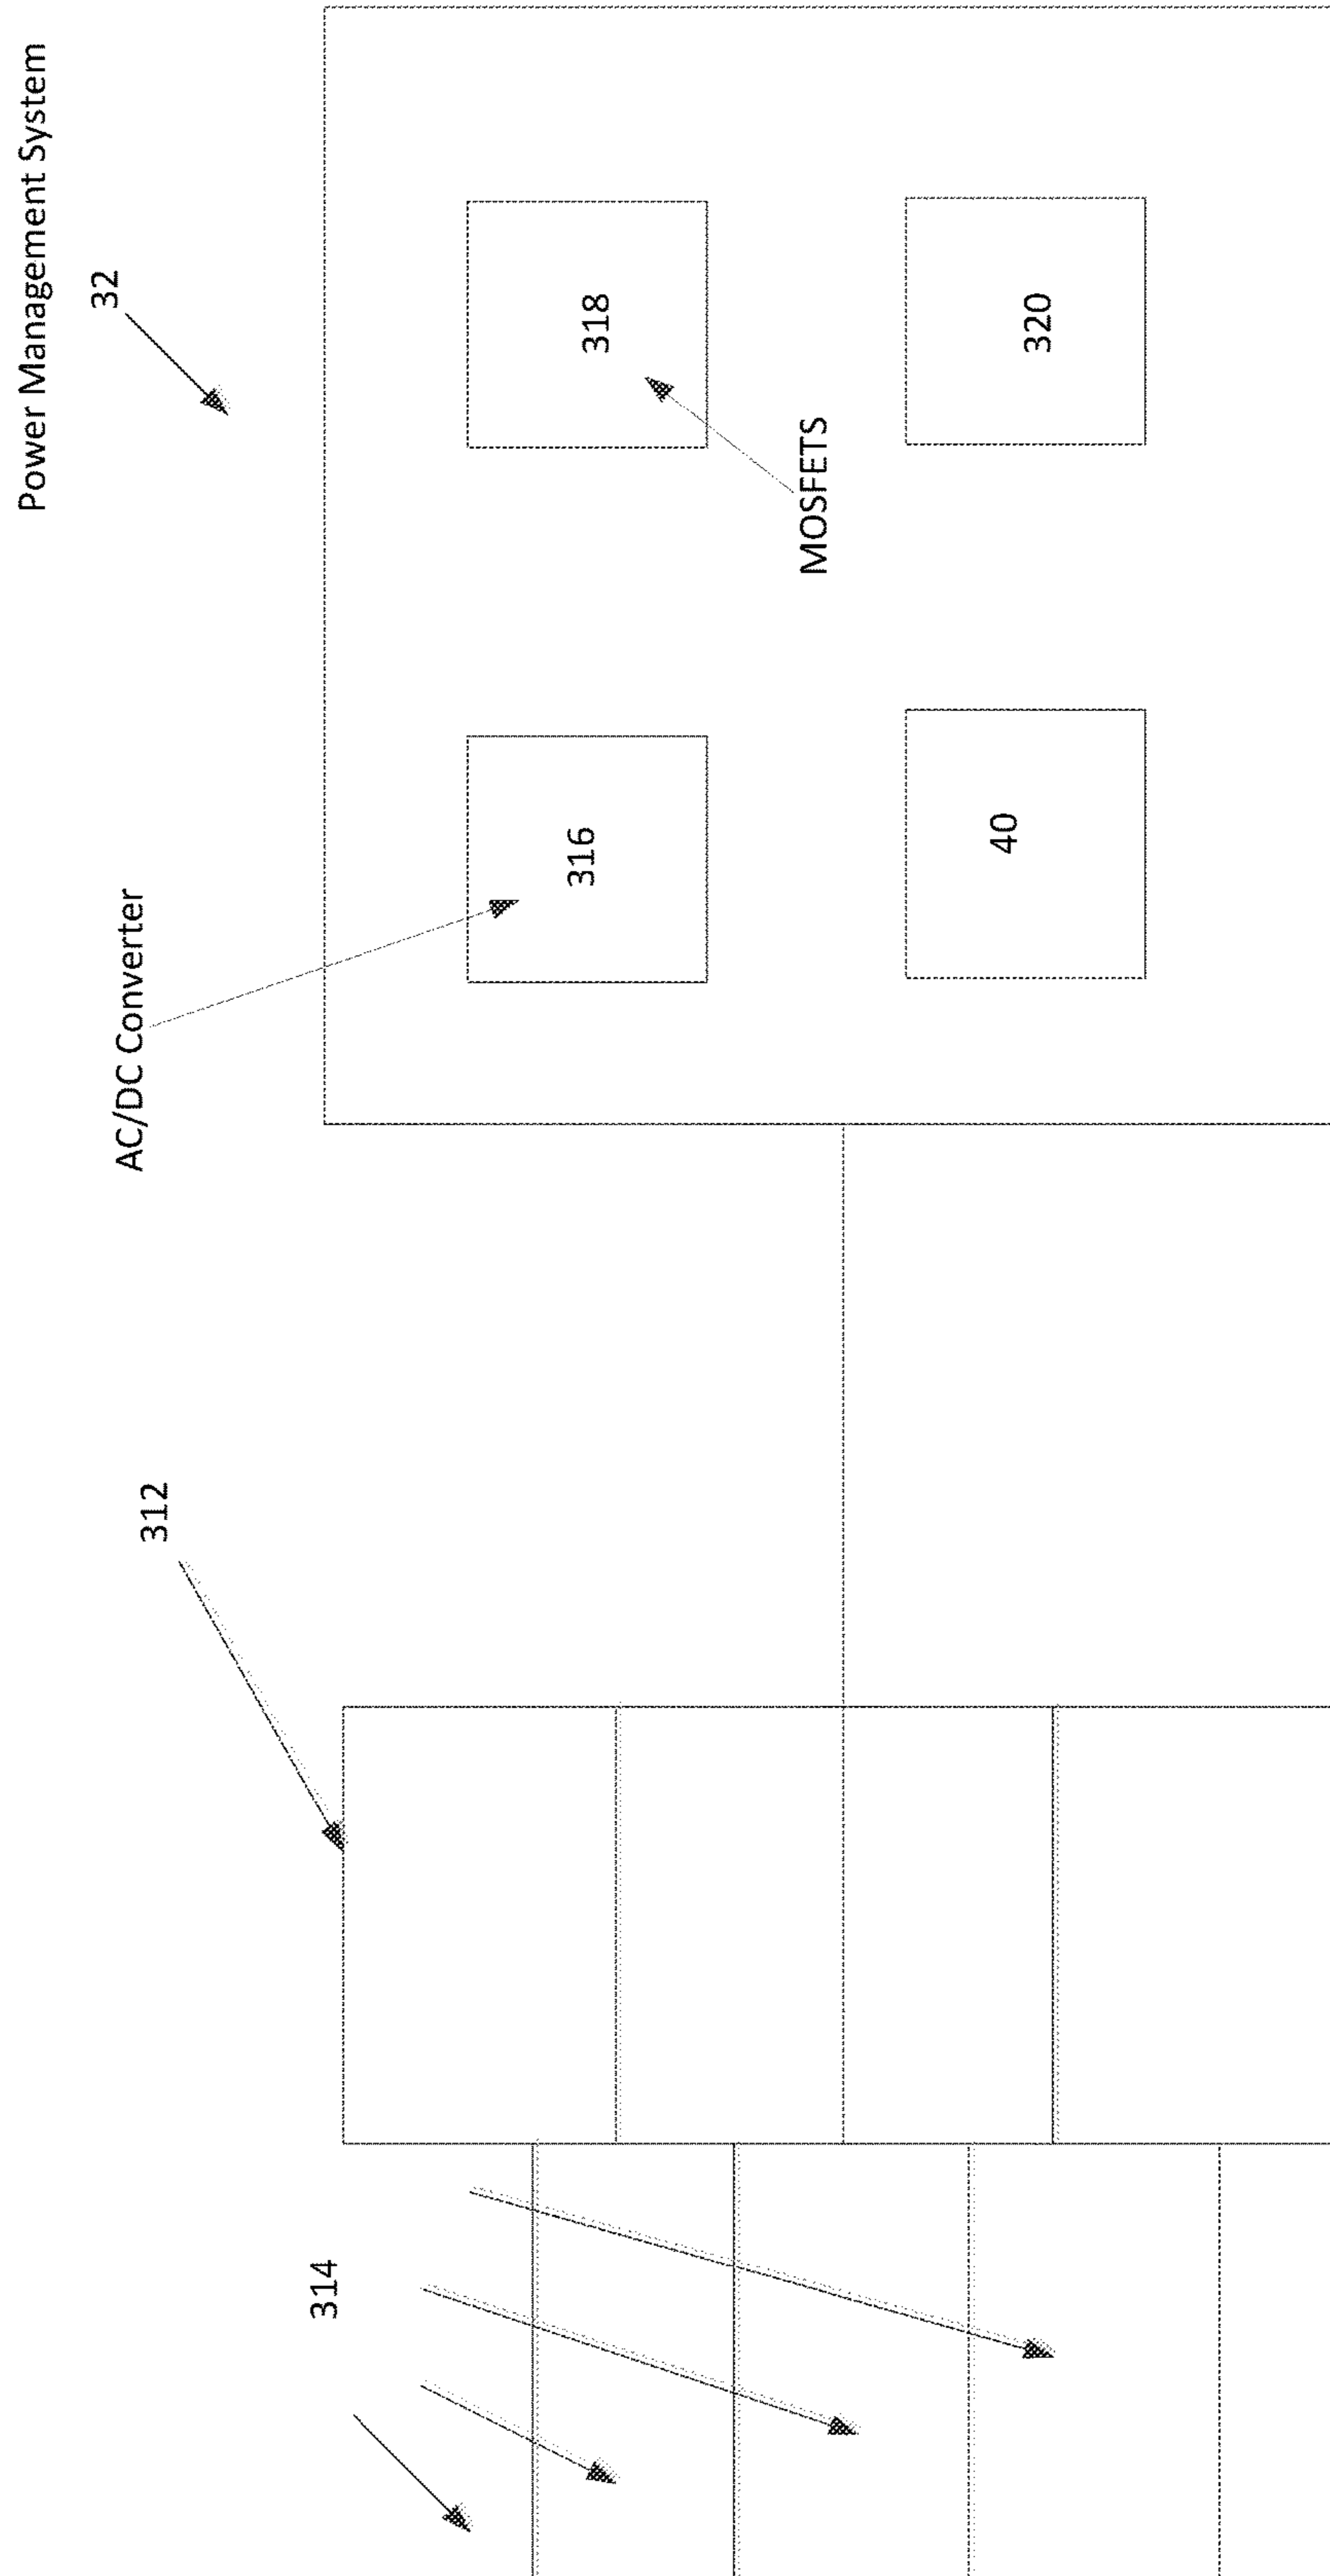 Power Management System
32
AC/DC Converter
312
314
316
318
MOSFETS
40
320